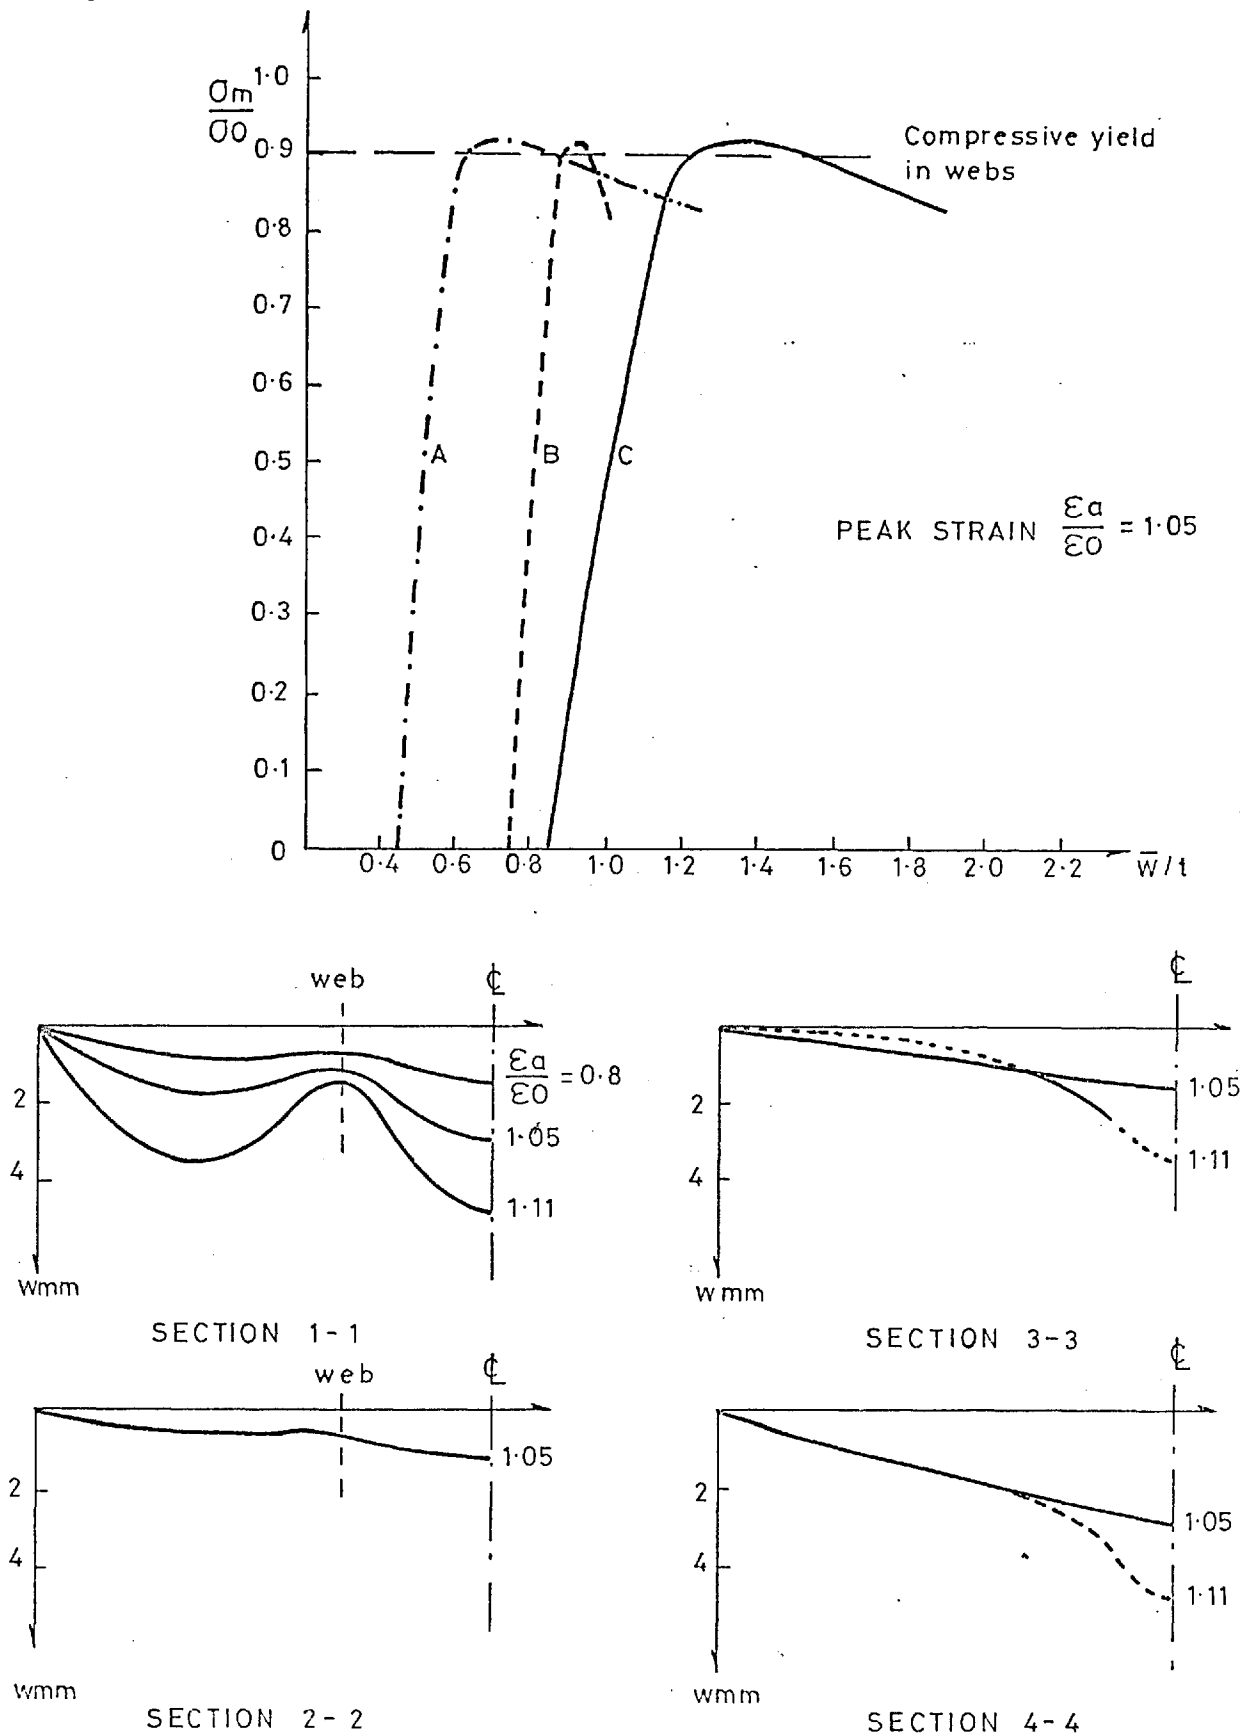 σm
σo
1·0
0·9
0·8
0·7
0·6
0·5
0·4
0·3
0·2
0·1
0
Compressive yield
in webs
A
B
C
PEAK STRAIN εa/εo = 1·05
0·4 0·6 0·8 1·0 1·2 1·4 1·6 1·8 2·0 2·2 w̅/t
web
℄
εa/εo = 0·8
1·05
1·11
2
4
wmm
SECTION 1-1
℄
1·05
1·11
2
4
wmm
SECTION 3-3
web
℄
1·05
2
4
wmm
SECTION 2-2
℄
1·05
1·11
2
4
wmm
SECTION 4-4